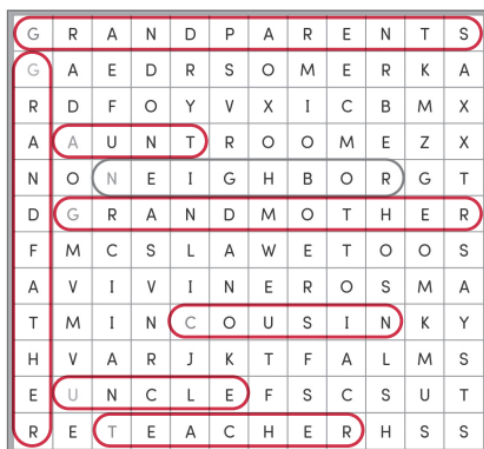 G R A N D P A R E N T S
G A E D R S O M E R K A
R D F O Y V X I C B M X
A A U N T R O O M E Z X
N O N E I G H B O R G T
D G R A N D M O T H E R
F M C S L A W E T O O S
A V I V I N E R O S M A
T M I N C O U S I N K Y
H V A R J K T F A L M S
E U N C L E F S C S U T
R E T E A C H E R H S S